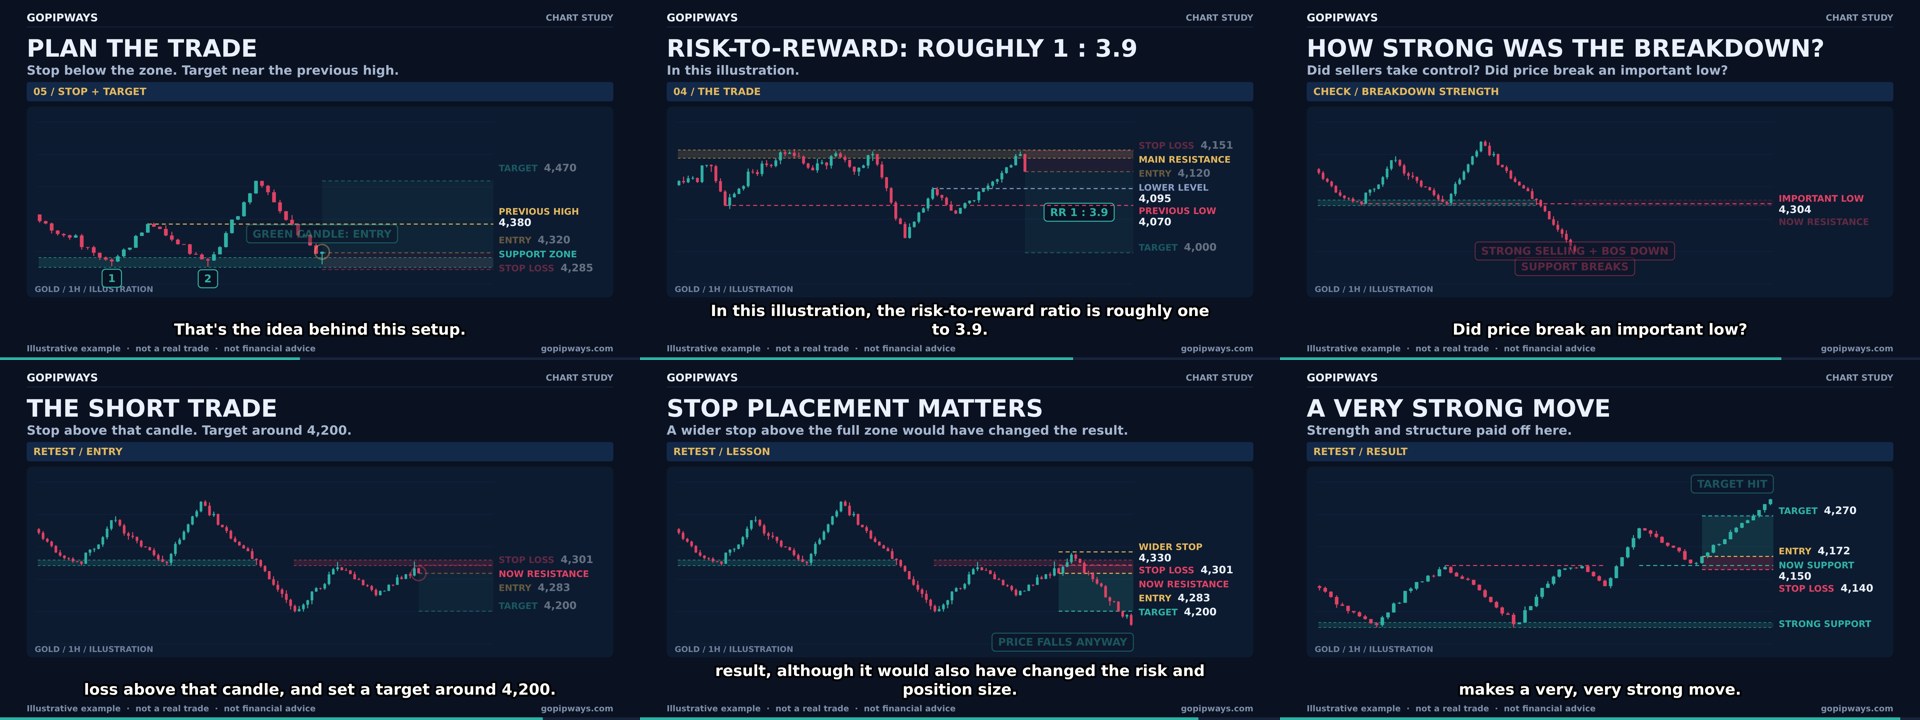 GOPIPWAYS
CHART STUDY
PLAN THE TRADE
Stop below the zone. Target near the previous high.
05 / STOP + TARGET
TARGET 4,470
PREVIOUS HIGH
4,380
GREEN CANDLE: ENTRY
ENTRY 4,320
SUPPORT ZONE
STOP LOSS 4,285
1
2
GOLD / 1H / ILLUSTRATION
That's the idea behind this setup.
Illustrative example · not a real trade · not financial advice
gopipways.com
GOPIPWAYS
CHART STUDY
RISK-TO-REWARD: ROUGHLY 1 : 3.9
In this illustration.
04 / THE TRADE
STOP LOSS 4,151
MAIN RESISTANCE
ENTRY 4,120
LOWER LEVEL
4,095
PREVIOUS LOW
4,070
RR 1 : 3.9
TARGET 4,000
GOLD / 1H / ILLUSTRATION
In this illustration, the risk-to-reward ratio is roughly one
to 3.9.
Illustrative example · not a real trade · not financial advice
gopipways.com
GOPIPWAYS
CHART STUDY
HOW STRONG WAS THE BREAKDOWN?
Did sellers take control? Did price break an important low?
CHECK / BREAKDOWN STRENGTH
IMPORTANT LOW
4,304
NOW RESISTANCE
STRONG SELLING + BOS DOWN
SUPPORT BREAKS
GOLD / 1H / ILLUSTRATION
Did price break an important low?
Illustrative example · not a real trade · not financial advice
gopipways.com
GOPIPWAYS
CHART STUDY
THE SHORT TRADE
Stop above that candle. Target around 4,200.
RETEST / ENTRY
STOP LOSS 4,301
NOW RESISTANCE
ENTRY 4,283
TARGET 4,200
GOLD / 1H / ILLUSTRATION
loss above that candle, and set a target around 4,200.
Illustrative example · not a real trade · not financial advice
gopipways.com
GOPIPWAYS
CHART STUDY
STOP PLACEMENT MATTERS
A wider stop above the full zone would have changed the result.
RETEST / LESSON
WIDER STOP
4,330
STOP LOSS 4,301
NOW RESISTANCE
ENTRY 4,283
TARGET 4,200
PRICE FALLS ANYWAY
GOLD / 1H / ILLUSTRATION
result, although it would also have changed the risk and
position size.
Illustrative example · not a real trade · not financial advice
gopipways.com
GOPIPWAYS
CHART STUDY
A VERY STRONG MOVE
Strength and structure paid off here.
RETEST / RESULT
TARGET HIT
TARGET 4,270
ENTRY 4,172
NOW SUPPORT
4,150
STOP LOSS 4,140
STRONG SUPPORT
GOLD / 1H / ILLUSTRATION
makes a very, very strong move.
Illustrative example · not a real trade · not financial advice
gopipways.com